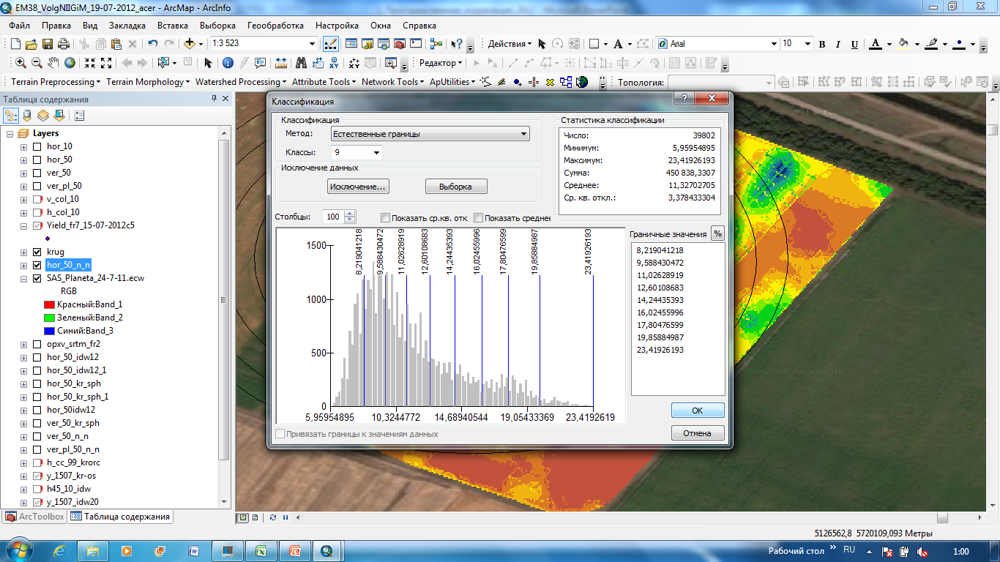 EM38_VolgNIIGiM_19-07-2012_acer - ArcMap - ArcInfo
Файл Правка Вид Закладка Вставка Выборка Геообработка Настройка Окна Справка
1:3 523 Действия Arial 10 B I U A
Редактор
Terrain Preprocessing Terrain Morphology Watershed Processing Attribute Tools Network Tools ApUtilities Топология:
Таблица содержания
Layers
hor_10
hor_50
ver_50
ver_pl_50
v_col_10
h_col_10
Yield_fr7_15-07-2012c5
krug
hor_50_n_n
SAS_Planeta_24-7-11.ecw
RGB
Красный:Band_1
Зеленый:Band_2
Синий:Band_3
opxv_srtm_fr2
hor_50_idw12
hor_50_idw12_1
hor_50_kr_sph
hor_50_kr_sph_1
hor_50idw12
ver_50_kr_sph
ver_50_n_n
ver_pl_50_n_n
h_cc_99_krorc
y_1507_kr-os
h45_10_idw
y_1507_idw20
ArcToolbox Таблица содержания
Классификация
Классификация
Метод: Естественные границы
Классы: 9
Исключение данных
Исключение... Выборка
Статистика классификации
Число: 39802
Минимум: 5,95954895
Максимум: 23,41926193
Сумма: 450 838,3307
Среднее: 11,32702705
Ср. кв. откл.: 3,378433304
Столбцы: 100 Показать ср.кв. отк Показать среднее
8,219041218
9,588430472
11,02628919
12,60108683
14,24435393
16,02455996
17,80476599
19,85884987
23,41926193
1500
1000
500
0
5,95954895 10,3244772 14,68940544 19,05433369 23,4192619
Привязать границы к значениям данных
Граничные значения %
8,219041218
9,588430472
11,02628919
12,60108683
14,24435393
16,02455996
17,80476599
19,85884987
23,41926193
OK
Отмена
5126562,8 5720109,093 Метры
Рабочий стол RU 1:00